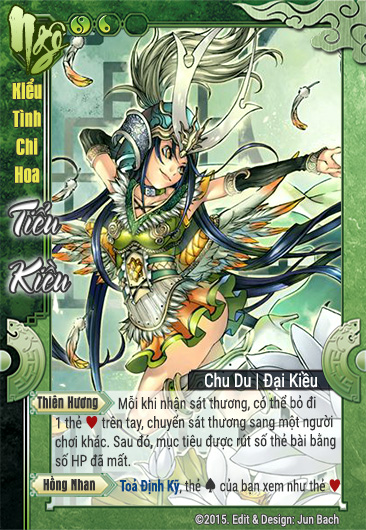 Ngô
Kiều
Tình
Chi
Hoa
Tiểu
Kiều
Chu Du | Đại Kiều
Thiên Hương Mỗi khi nhận sát thương, có thể bỏ đi
1 thẻ ♥ trên tay, chuyển sát thương sang một người
chơi khác. Sau đó, mục tiêu được rút số thẻ bài bằng
số HP đã mất.
Hồng Nhan Toả Định Kỹ, thẻ ♠ của bạn xem như thẻ ♥
©2015. Edit & Design: Jun Bach